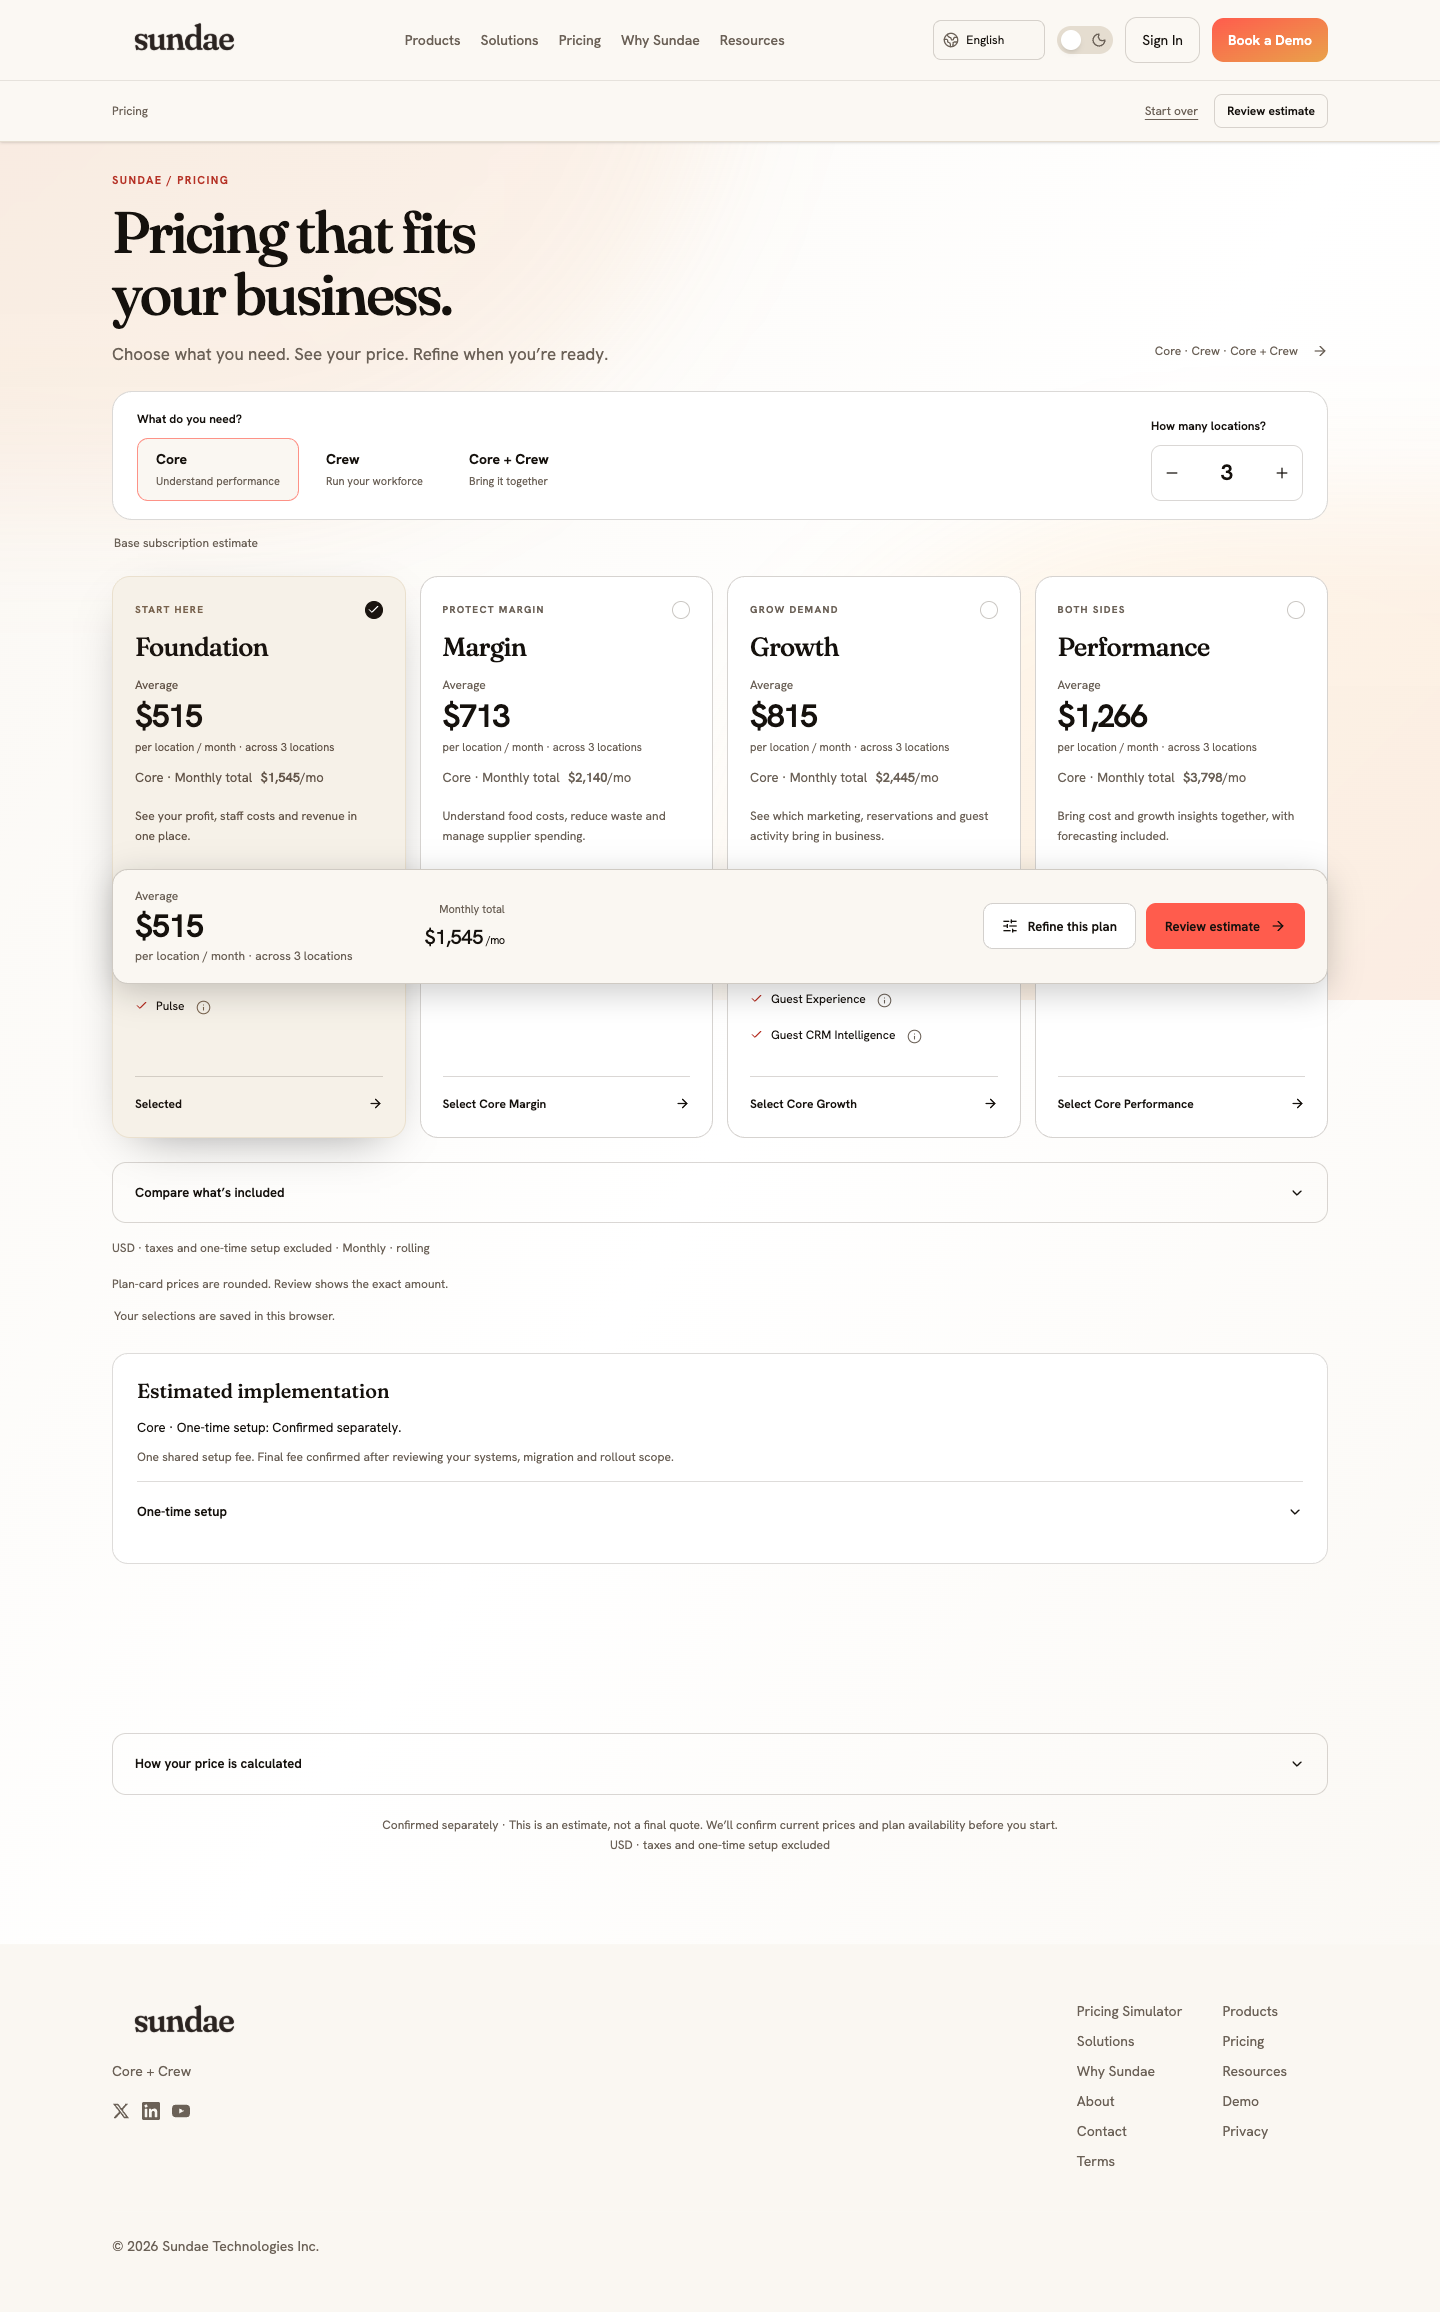 sundae
Products Solutions Pricing Why Sundae Resources
English
Sign In
Book a Demo
Pricing
Start over
Review estimate
SUNDAE / PRICING
Pricing that fits
your business.
Choose what you need. See your price. Refine when you’re ready.
Core · Crew · Core + Crew
What do you need?
Core
Understand performance
Crew
Run your workforce
Core + Crew
Bring it together
How many locations?
3
Base subscription estimate
START HERE
Foundation
Average
$515
per location / month · across 3 locations
Core · Monthly total $1,545/mo
See your profit, staff costs and revenue in
one place.
PROTECT MARGIN
Margin
Average
$713
per location / month · across 3 locations
Core · Monthly total $2,140/mo
Understand food costs, reduce waste and
manage supplier spending.
GROW DEMAND
Growth
Average
$815
per location / month · across 3 locations
Core · Monthly total $2,445/mo
See which marketing, reservations and guest
activity bring in business.
BOTH SIDES
Performance
Average
$1,266
per location / month · across 3 locations
Core · Monthly total $3,798/mo
Bring cost and growth insights together, with
forecasting included.
Average
$515
per location / month · across 3 locations
Monthly total
$1,545 /mo
Refine this plan
Review estimate
Pulse
Guest Experience
Guest CRM Intelligence
Selected
Select Core Margin
Select Core Growth
Select Core Performance
Compare what’s included
USD · taxes and one-time setup excluded · Monthly · rolling
Plan-card prices are rounded. Review shows the exact amount.
Your selections are saved in this browser.
Estimated implementation
Core · One-time setup: Confirmed separately.
One shared setup fee. Final fee confirmed after reviewing your systems, migration and rollout scope.
One-time setup
How your price is calculated
Confirmed separately · This is an estimate, not a final quote. We’ll confirm current prices and plan availability before you start.
USD · taxes and one-time setup excluded
sundae
Core + Crew
Pricing Simulator
Solutions
Why Sundae
About
Contact
Terms
Products
Pricing
Resources
Demo
Privacy
© 2026 Sundae Technologies Inc.